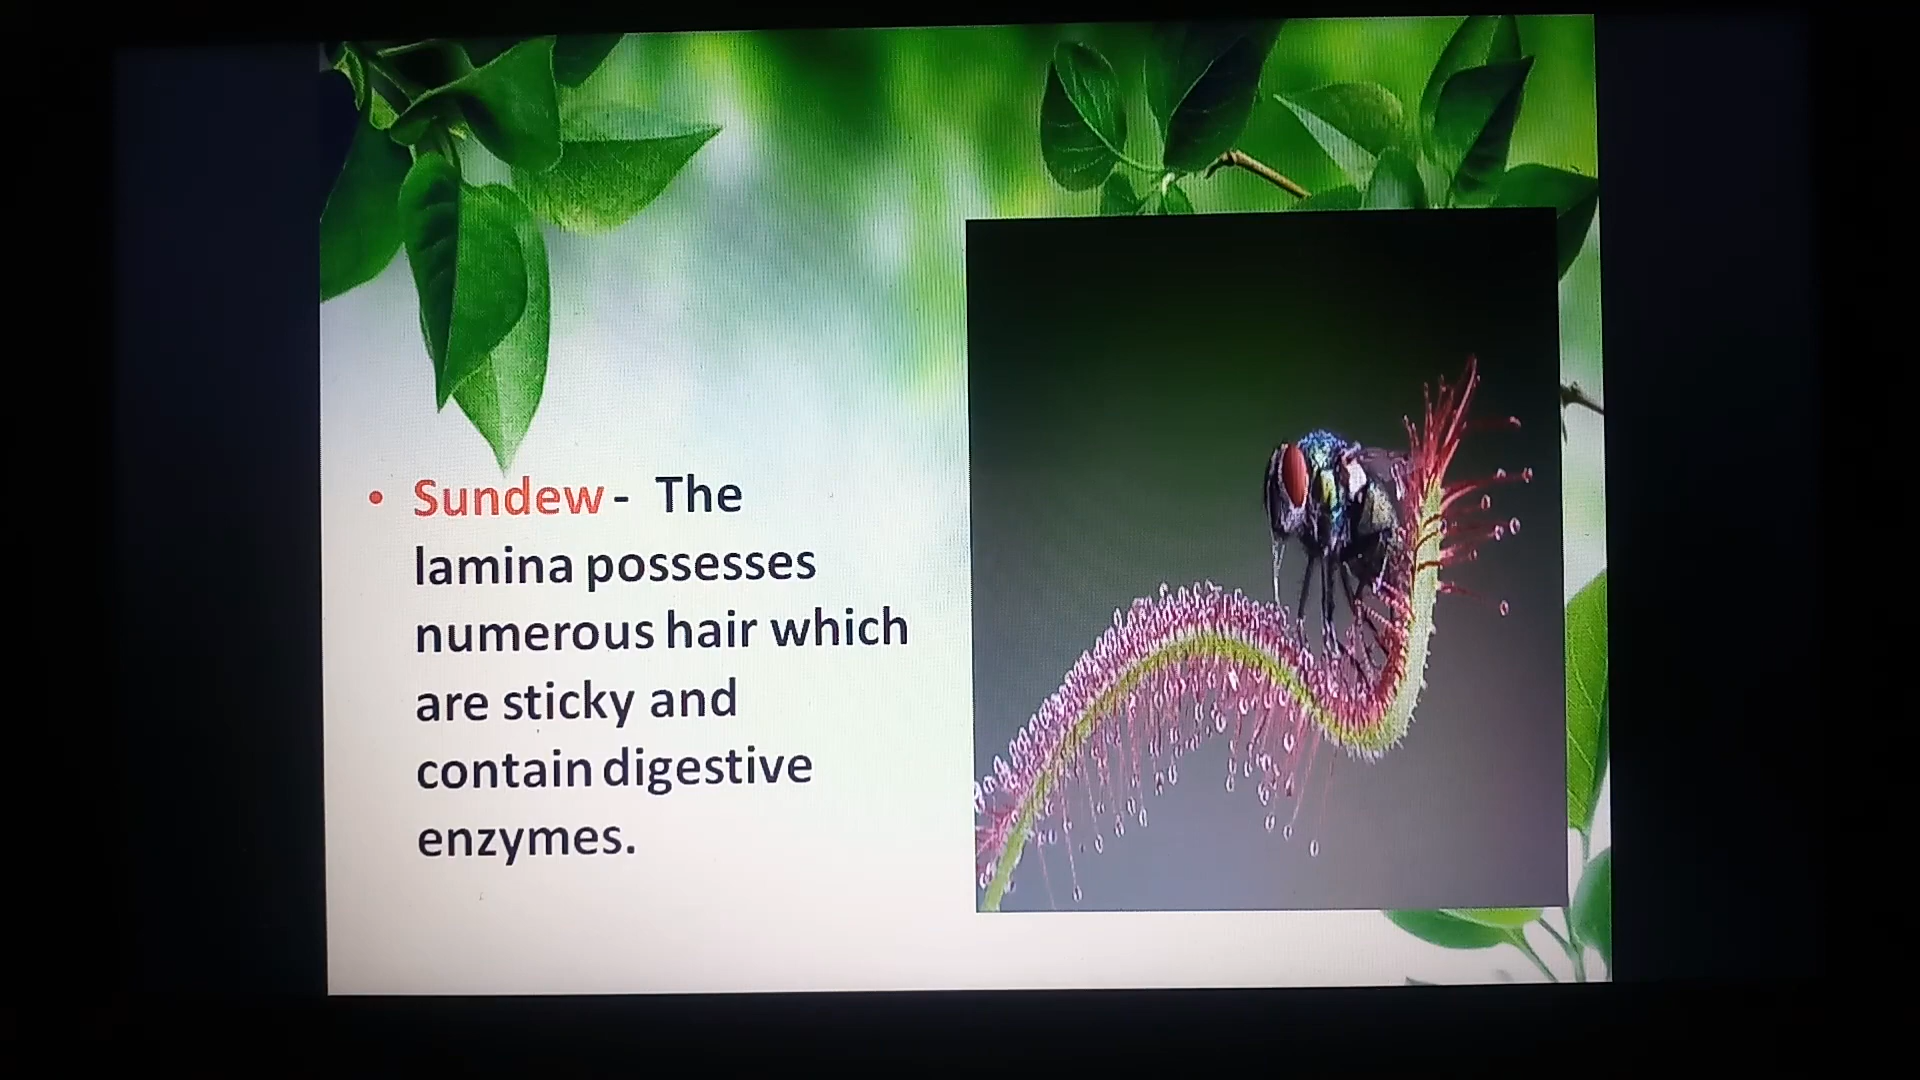 • Sundew - The
lamina possesses
numerous hair which
are sticky and
contain digestive
enzymes.